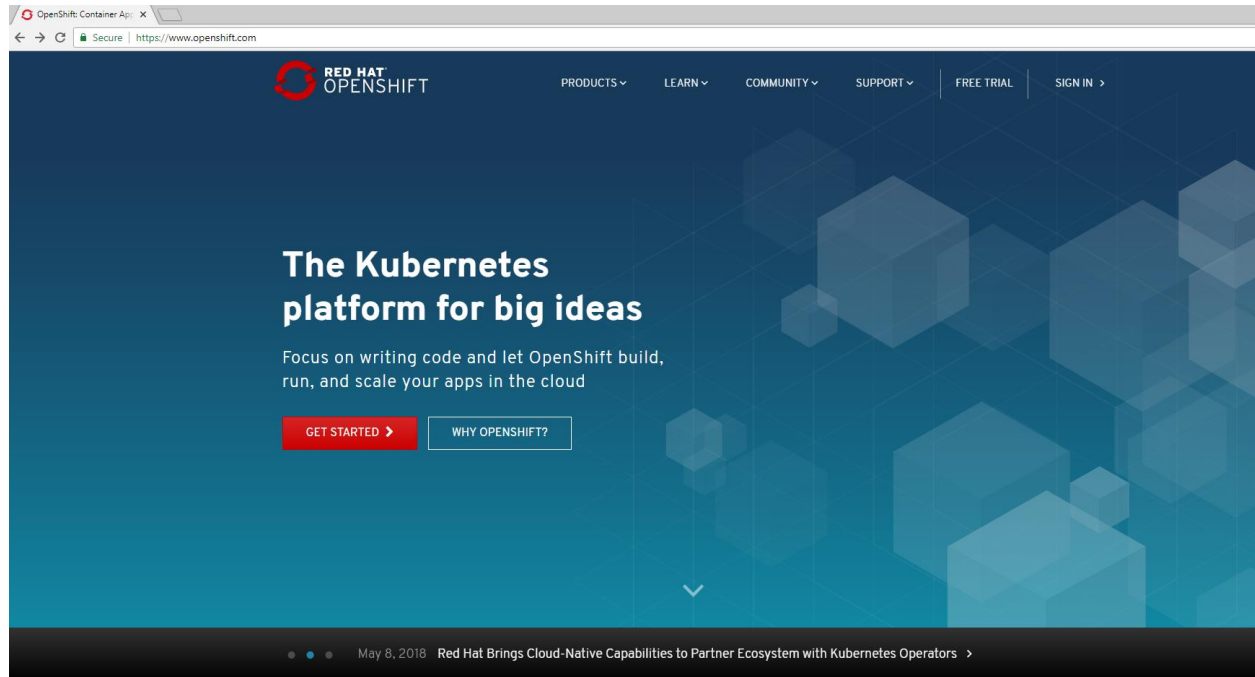 OpenShift: Container Ap
Secure | https://www.openshift.com
RED HAT
OPENSHIFT
PRODUCTS LEARN COMMUNITY SUPPORT FREE TRIAL SIGN IN >
The Kubernetes
platform for big ideas
Focus on writing code and let OpenShift build,
run, and scale your apps in the cloud
GET STARTED WHY OPENSHIFT?
May 8, 2018 Red Hat Brings Cloud-Native Capabilities to Partner Ecosystem with Kubernetes Operators >